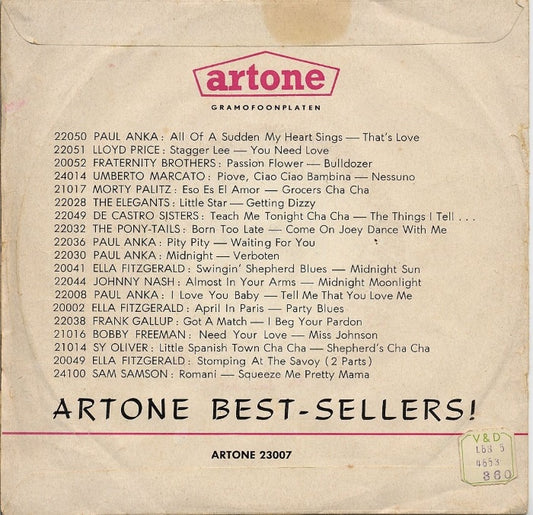 artone
GRAMOFOONPLATEN
22050 PAUL ANKA: All Of A Sudden My Heart Sings — That's Love
22051 LLOYD PRICE: Stagger Lee — You Need Love
20052 FRATERNITY BROTHERS: Passion Flower — Bulldozer
24014 UMBERTO MARCATO: Piove, Ciao Ciao Bambina — Nessuno
21017 MORTY PALITZ: Eso Es El Amor — Grocers Cha Cha
22028 THE ELEGANTS: Little Star — Getting Dizzy
22049 DE CASTRO SISTERS: Teach Me Tonight Cha Cha — The Things I Tell . . .
22032 THE PONY-TAILS: Born Too Late — Come On Joey Dance With Me
22036 PAUL ANKA: Pity Pity — Waiting For You
22030 PAUL ANKA: Midnight — Verboten
20041 ELLA FITZGERALD: Swingin' Shepherd Blues — Midnight Sun
22044 JOHNNY NASH: Almost In Your Arms — Midnight Moonlight
22008 PAUL ANKA: I Love You Baby — Tell Me That You Love Me
20002 ELLA FITZGERALD: April In Paris — Party Blues
22038 FRANK GALLUP: Got A Match — I Beg Your Pardon
21016 BOBBY FREEMAN: Need Your Love — Miss Johnson
21014 SY OLIVER: Little Spanish Town Cha Cha — Shepherd's Cha Cha
20049 ELLA FITZGERALD: Stomping At The Savoy (2 Parts)
24100 SAM SAMSON: Romani — Squeeze Me Pretty Mama
ARTONE BEST-SELLERS!
ARTONE 23007
V&D
4653
360